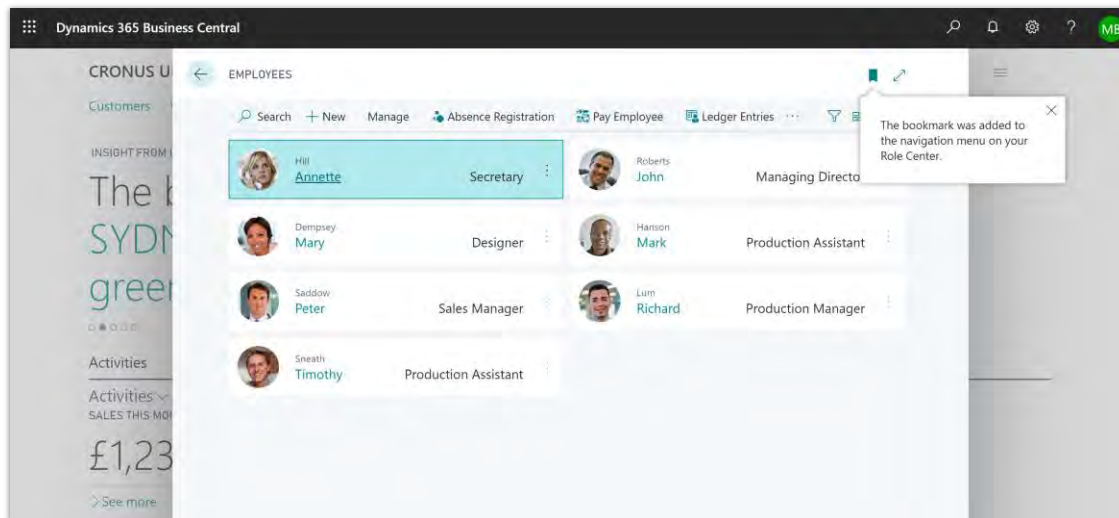 Dynamics 365 Business Central
?
MB
CRONUS U
EMPLOYEES
Customers
Search + New Manage Absence Registration Pay Employee Ledger Entries ...
The bookmark was added to
the navigation menu on your
Role Center.
INSIGHT FROM
The b
SYDN
green
Hill
Annette Secretary
Roberts
John Managing Directo
Dempsey
Mary Designer
Hanson
Mark Production Assistant
Saddow
Peter Sales Manager
Lum
Richard Production Manager
Sneath
Timothy Production Assistant
Activities
Activities
SALES THIS MO
£1,23
>See more